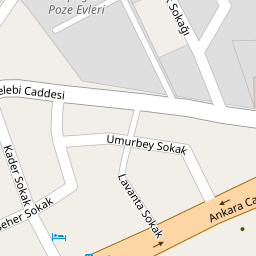 Poze Evleri
Sokağı
elebi Caddesi
Umurbey Sokak
Kader Sokak
Lavanta Sokak
eher Sokak
Ankara Ca